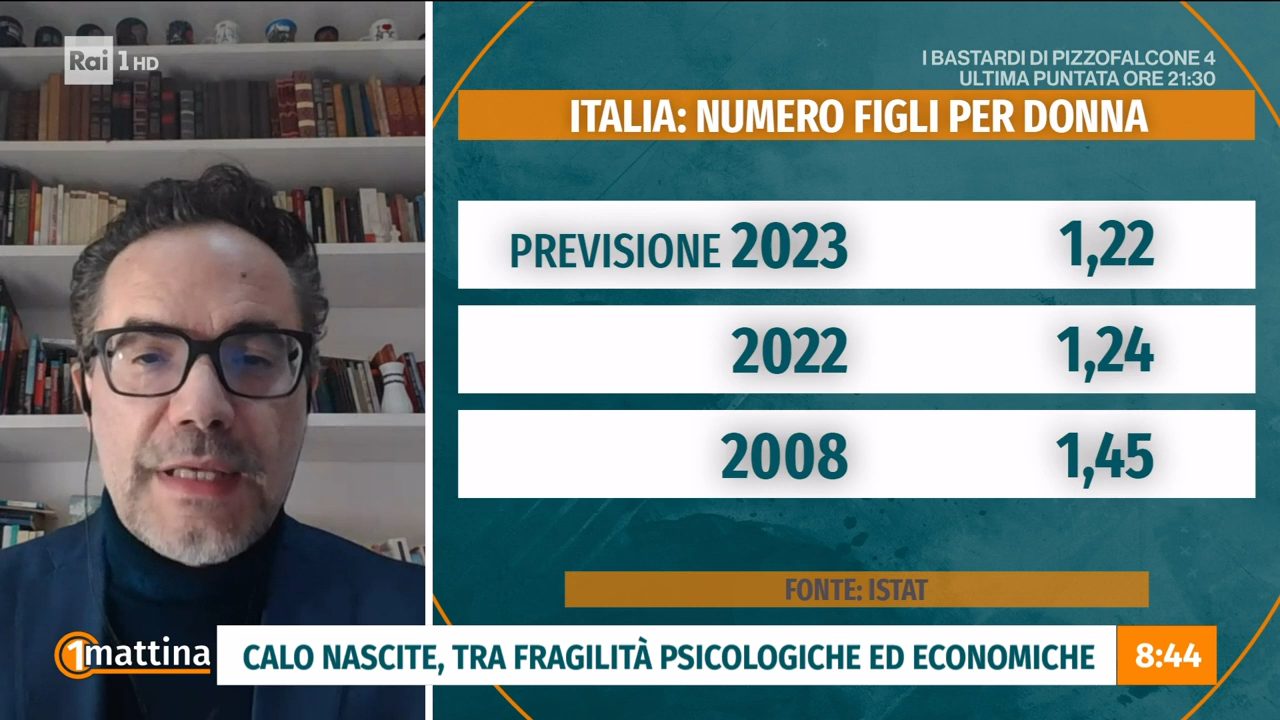 Rai 1 HD
I BASTARDI DI PIZZOFALCONE 4
ULTIMA PUNTATA ORE 21:30
ITALIA: NUMERO FIGLI PER DONNA
PREVISIONE 2023 1,22
2022 1,24
2008 1,45
FONTE: ISTAT
1mattina
CALO NASCITE, TRA FRAGILITÀ PSICOLOGICHE ED ECONOMICHE
8:44